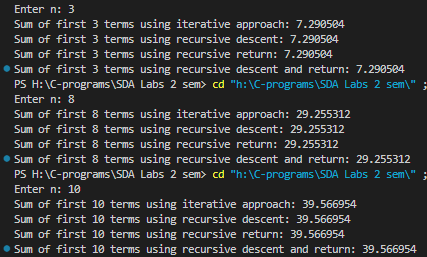 Enter n: 3
Sum of first 3 terms using iterative approach: 7.290504
Sum of first 3 terms using recursive descent: 7.290504
Sum of first 3 terms using recursive return: 7.290504
Sum of first 3 terms using recursive descent and return: 7.290504
PS H:\C-programs\SDA Labs 2 sem> cd "h:\C-programs\SDA Labs 2 sem\" ;
Enter n: 8
Sum of first 8 terms using iterative approach: 29.255312
Sum of first 8 terms using recursive descent: 29.255312
Sum of first 8 terms using recursive return: 29.255312
Sum of first 8 terms using recursive descent and return: 29.255312
PS H:\C-programs\SDA Labs 2 sem> cd "h:\C-programs\SDA Labs 2 sem\" ;
Enter n: 10
Sum of first 10 terms using iterative approach: 39.566954
Sum of first 10 terms using recursive descent: 39.566954
Sum of first 10 terms using recursive return: 39.566954
Sum of first 10 terms using recursive descent and return: 39.566954